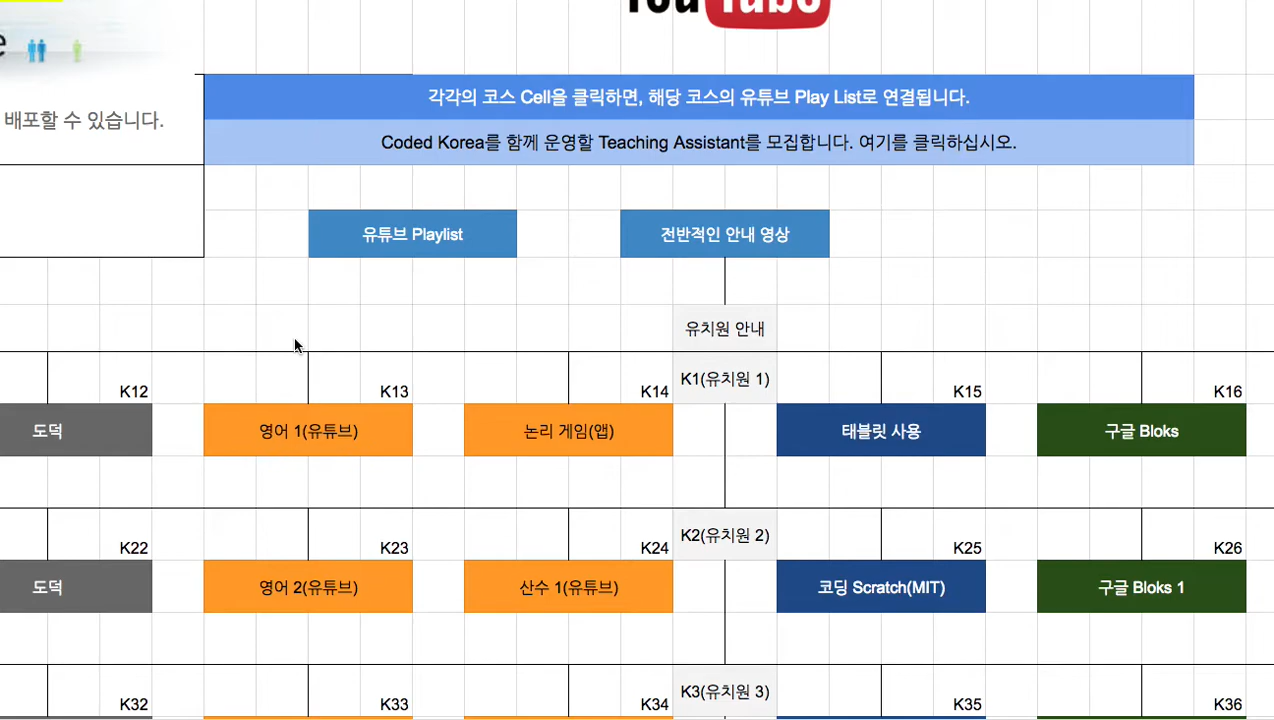 YouTube
e
배포할 수 있습니다.
각각의 코스 Cell을 클릭하면, 해당 코스의 유튜브 Play List로 연결됩니다.
Coded Korea를 함께 운영할 Teaching Assistant를 모집합니다. 여기를 클릭하십시오.
유튜브 Playlist
전반적인 안내 영상
유치원 안내
K12
K13
K14
K1(유치원 1)
K15
K16
도덕
영어 1(유튜브)
논리 게임(앱)
태블릿 사용
구글 Bloks
K22
K23
K24
K2(유치원 2)
K25
K26
도덕
영어 2(유튜브)
산수 1(유튜브)
코딩 Scratch(MIT)
구글 Bloks 1
K32
K33
K34
K3(유치원 3)
K35
K36